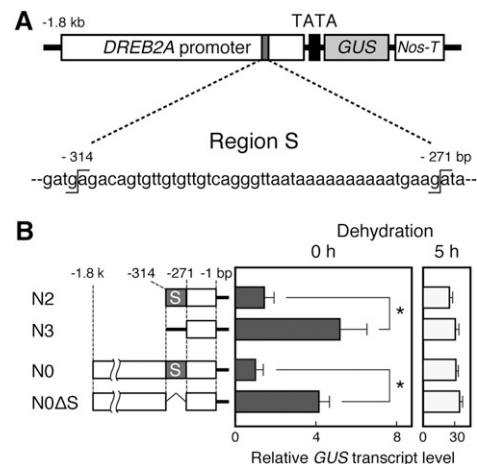 A
-1.8 kb
TATA
DREB2A promoter
GUS
Nos-T
Region S
- 314
- 271 bp
--gatgagacagtgttgtgttgtcagggttaataaaaaaaaaaatgaagata--
B
Dehydration
0 h
5 h
-1.8 k
-314
-271
-1 bp
N2
S
*
N3
N0
S
*
N0ΔS
0
4
8
0
30
Relative GUS transcript level